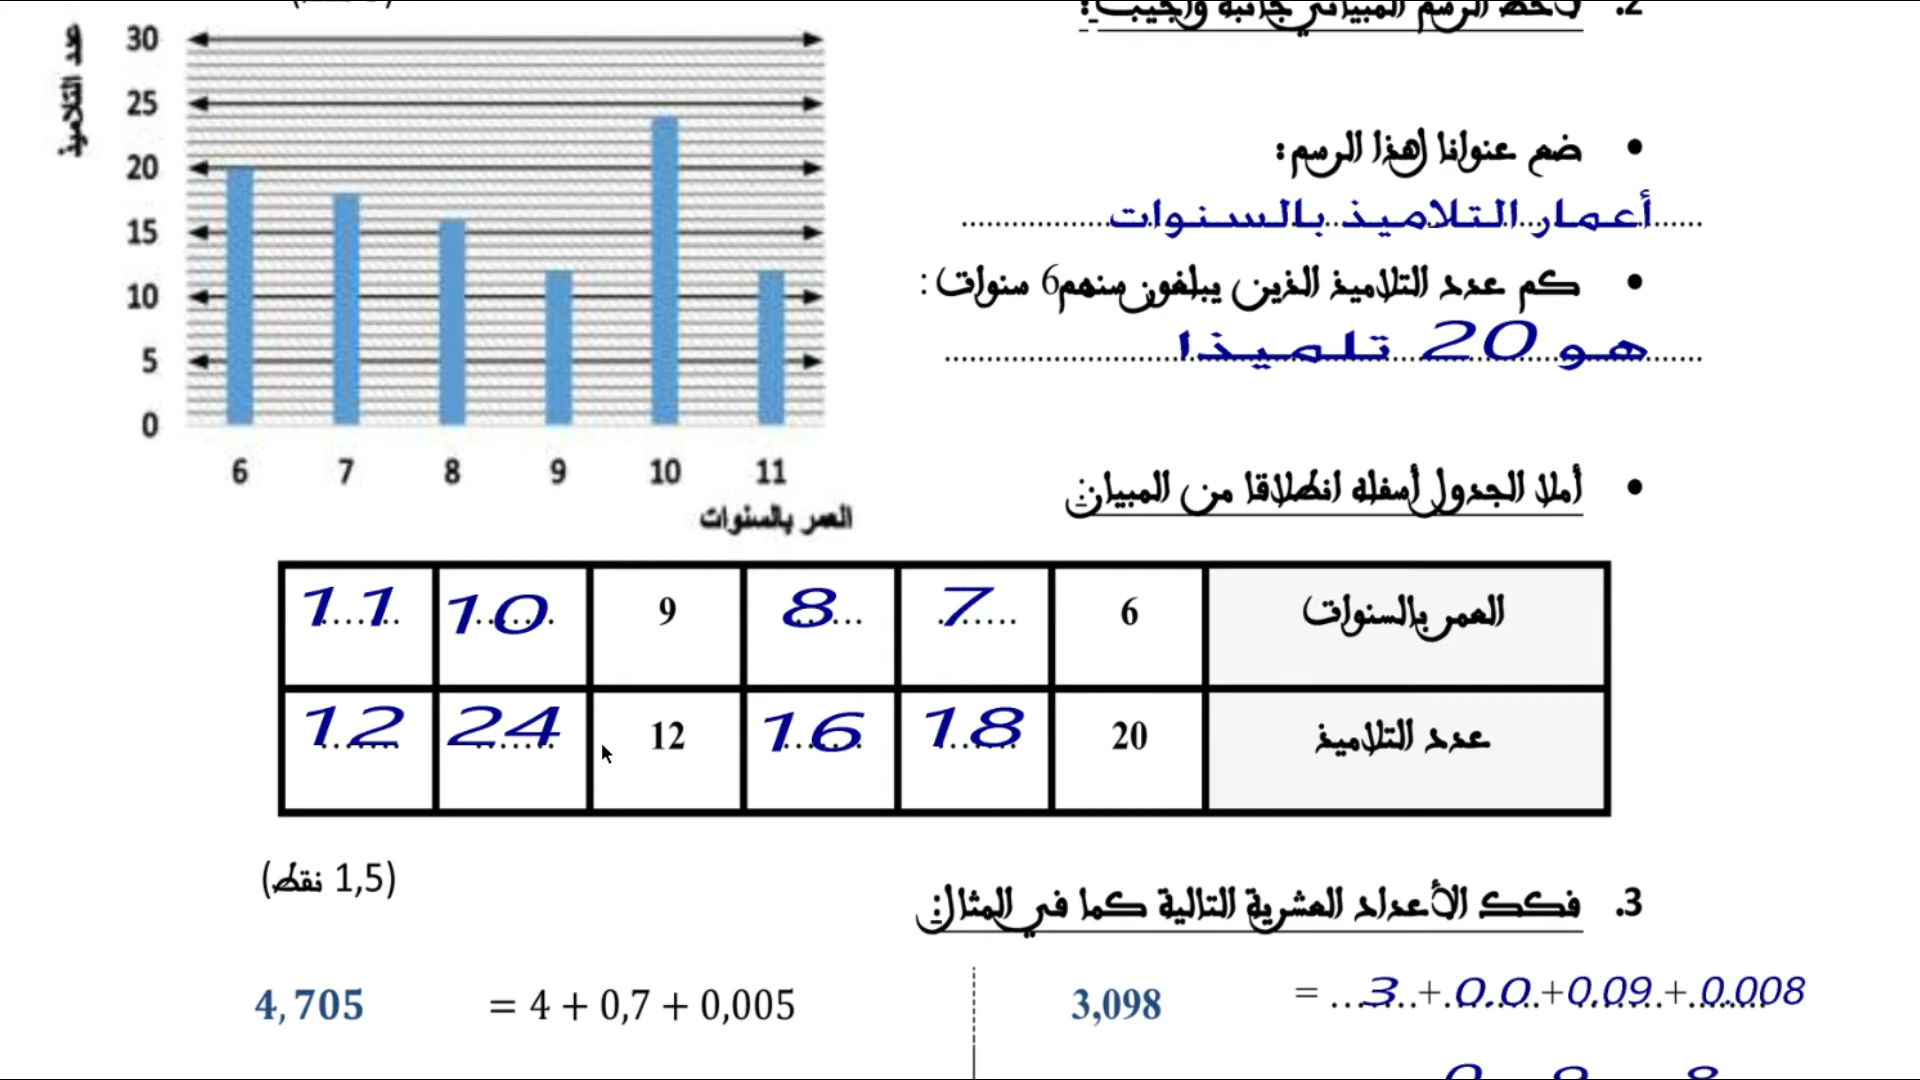 2. لاحظ الرسم المبياني جانبه وأجيب:
عدد التلاميذ
30
25
20
15
10
5
0
6 7 8 9 10 11
العمر بالسنوات
• ضع عنوانا لهذا الرسم:
أعمار التلاميذ بالسنوات
• كم عدد التلاميذ الذين يبلغون سنهم 6 سنوات :
هو 20 تلميذا
• أملا الجدول أسفله انطلاقا من المبيان:
العمر بالسنوات 6 7 8 9 10 11
عدد التلاميذ 20 18 16 12 24 12
3. فكك الأعداد العشرية التالية كما في المثال:
(1,5 نقط)
4,705 = 4 + 0,7 + 0,005
3,098 = 3 + 0.0 + 0.09 + 0.008